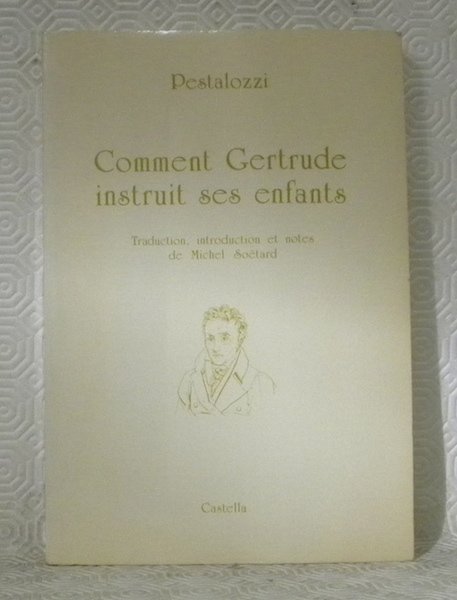 Pestalozzi
Comment Gertrude
instruit ses enfants
Traduction, introduction et notes
de Michel Soëtard
Castella